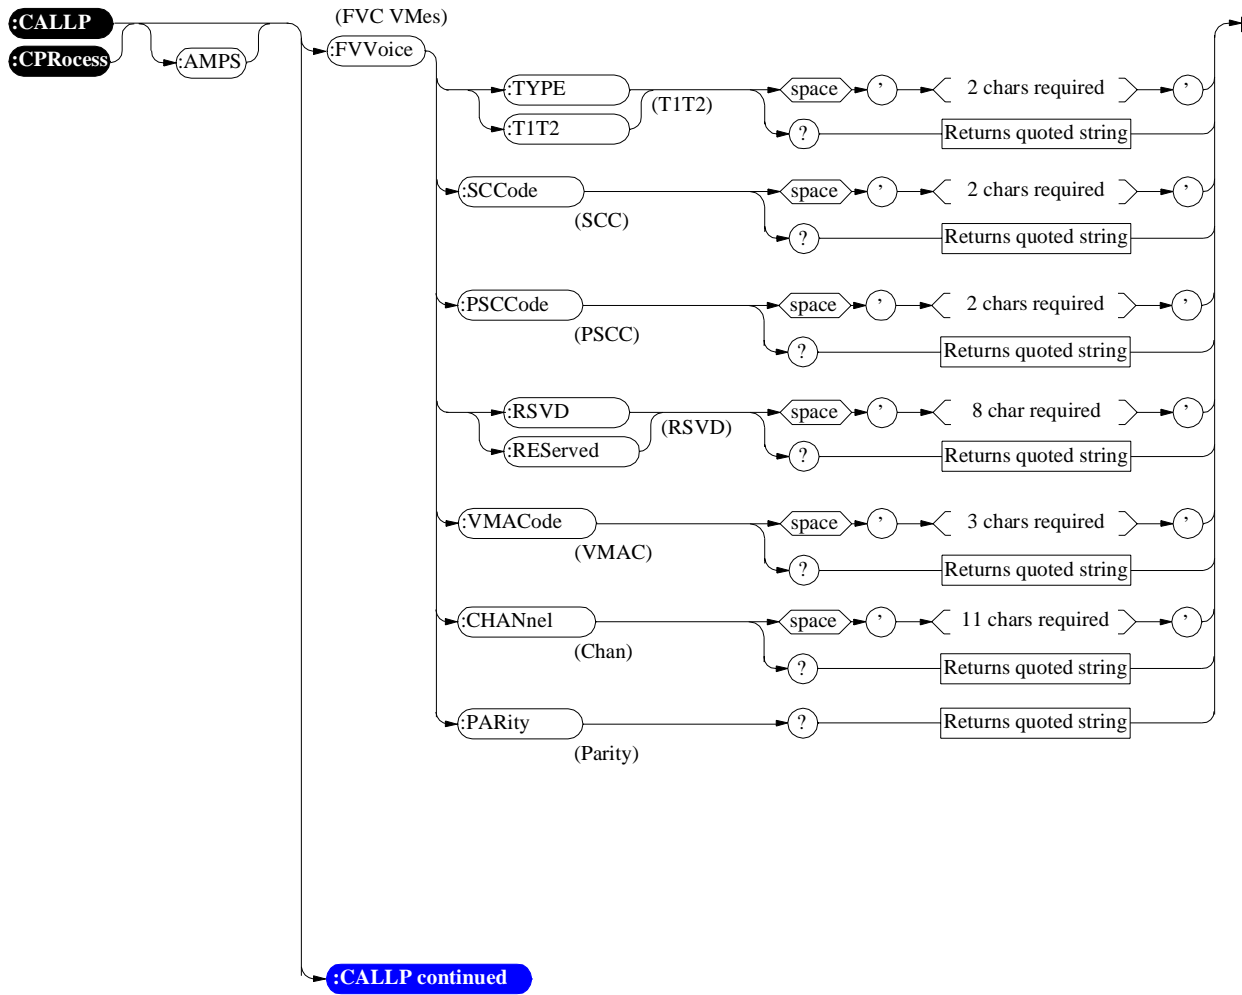 (FVC VMes)
:CALLP
:CPRocess
:AMPS
:FVVoice
:TYPE
:T1T2
(T1T2)
space ’ 2 chars required ’
? Returns quoted string
:SCCode
(SCC)
space ’ 2 chars required ’
? Returns quoted string
:PSCCode
(PSCC)
space ’ 2 chars required ’
? Returns quoted string
:RSVD
:REServed
(RSVD)
space ’ 8 char required ’
? Returns quoted string
:VMACode
(VMAC)
space ’ 3 chars required ’
? Returns quoted string
:CHANnel
(Chan)
space ’ 11 chars required ’
? Returns quoted string
:PARity
(Parity)
? Returns quoted string
:CALLP continued